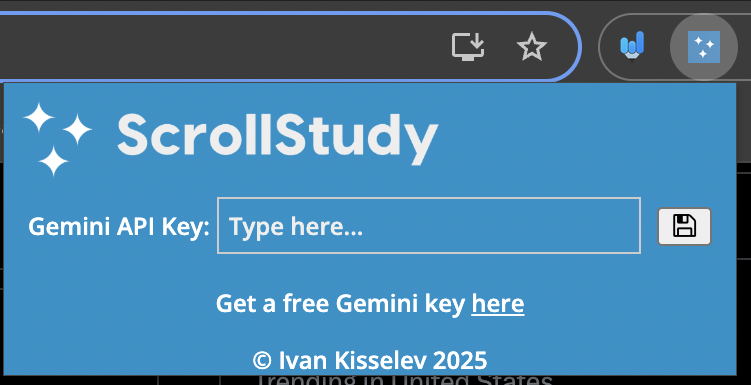 ScrollStudy
Gemini API Key: Type here...
Get a free Gemini key here
© Ivan Kisselev 2025
Trending in United States